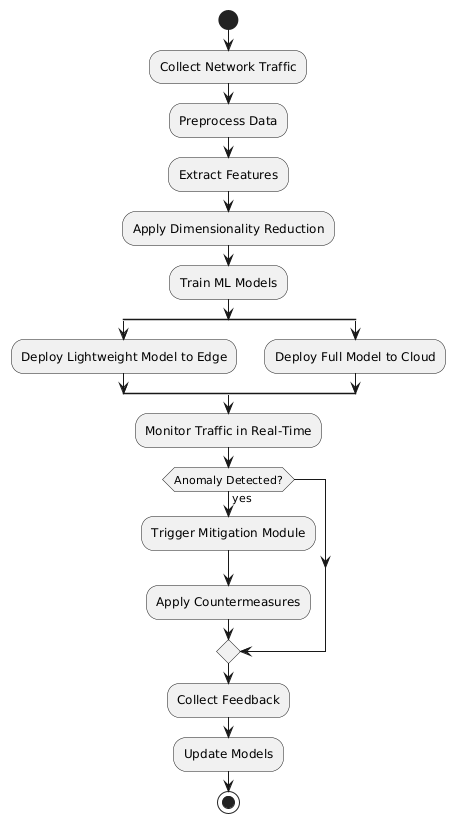 Collect Network Traffic
Preprocess Data
Extract Features
Apply Dimensionality Reduction
Train ML Models
Deploy Lightweight Model to Edge
Deploy Full Model to Cloud
Monitor Traffic in Real-Time
Anomaly Detected?
yes
Trigger Mitigation Module
Apply Countermeasures
Collect Feedback
Update Models